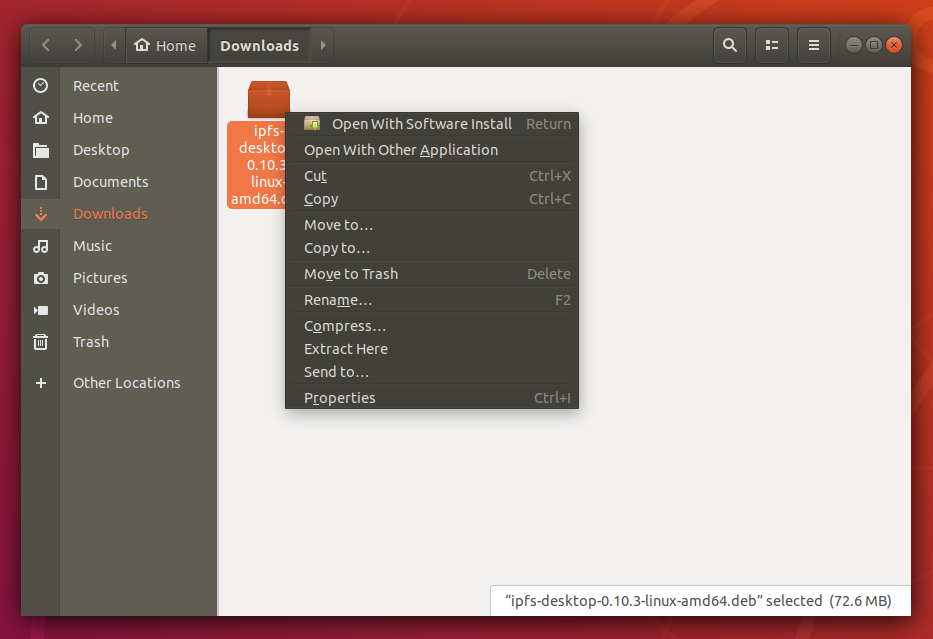 Home
Downloads
Recent
Home
Desktop
Documents
Downloads
Music
Pictures
Videos
Trash
Other Locations
ipfs-
deskto
0.10.3
linux-
amd64.
Open With Software Install Return
Open With Other Application
Cut Ctrl+X
Copy Ctrl+C
Move to…
Copy to…
Move to Trash Delete
Rename… F2
Compress…
Extract Here
Send to…
Properties Ctrl+I
“ipfs-desktop-0.10.3-linux-amd64.deb” selected (72.6 MB)